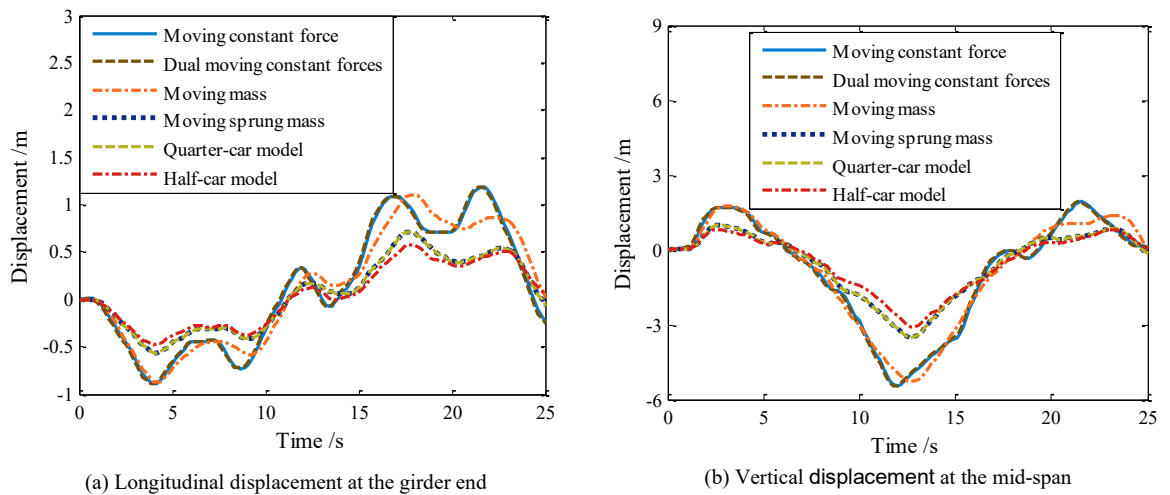 3
2.5
2
1.5
1
0.5
0
-0.5
-1
Displacement /m
Moving constant force
Dual moving constant forces
Moving mass
Moving sprung mass
Quarter-car model
Half-car model
0 5 10 15 20 25
Time /s
(a) Longitudinal displacement at the girder end
9
6
3
0
-3
-6
Displacement /m
Moving constant force
Dual moving constant forces
Moving mass
Moving sprung mass
Quarter-car model
Half-car model
0 5 10 15 20 25
Time /s
(b) Vertical displacement at the mid-span